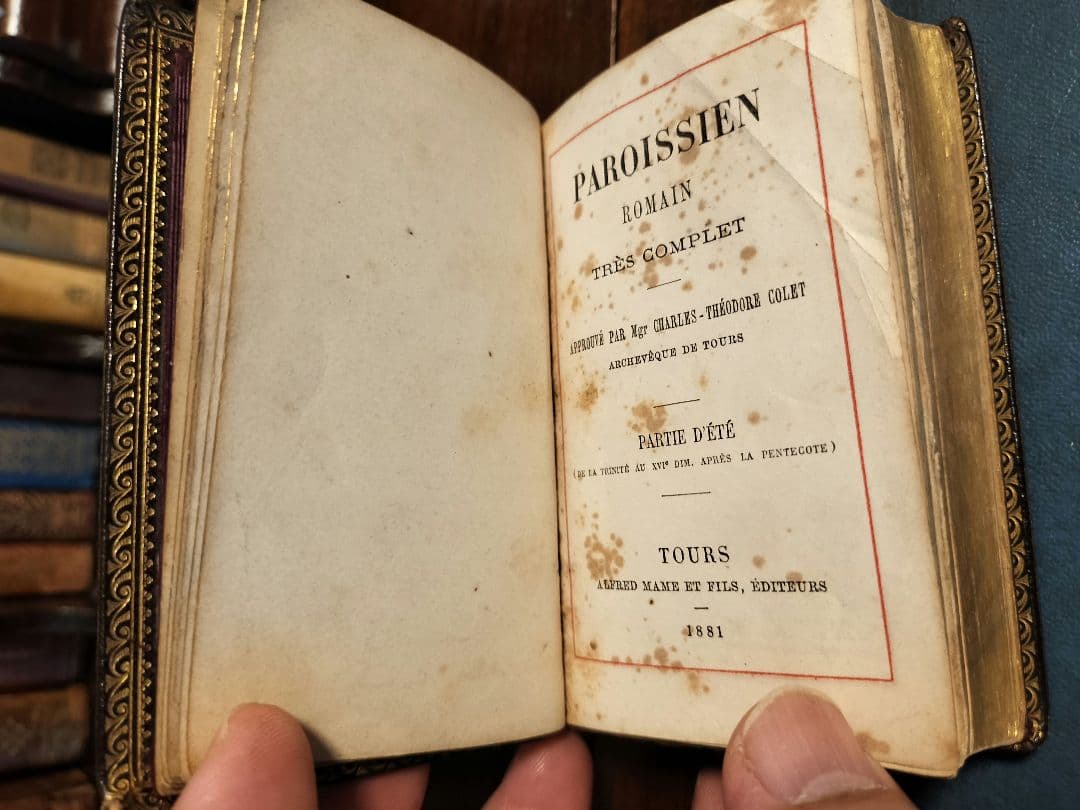 PAROISSIEN
ROMAIN
TRÈS COMPLET
APPROUVÉ PAR Mgr CHARLES-THÉODORE COLET
ARCHEVÊQUE DE TOURS
PARTIE D'ÉTÉ
(DE LA TRINITÉ AU XVIe DIM. APRÈS LA PENTECOTE)
TOURS
ALFRED MAME ET FILS, ÉDITEURS
1881